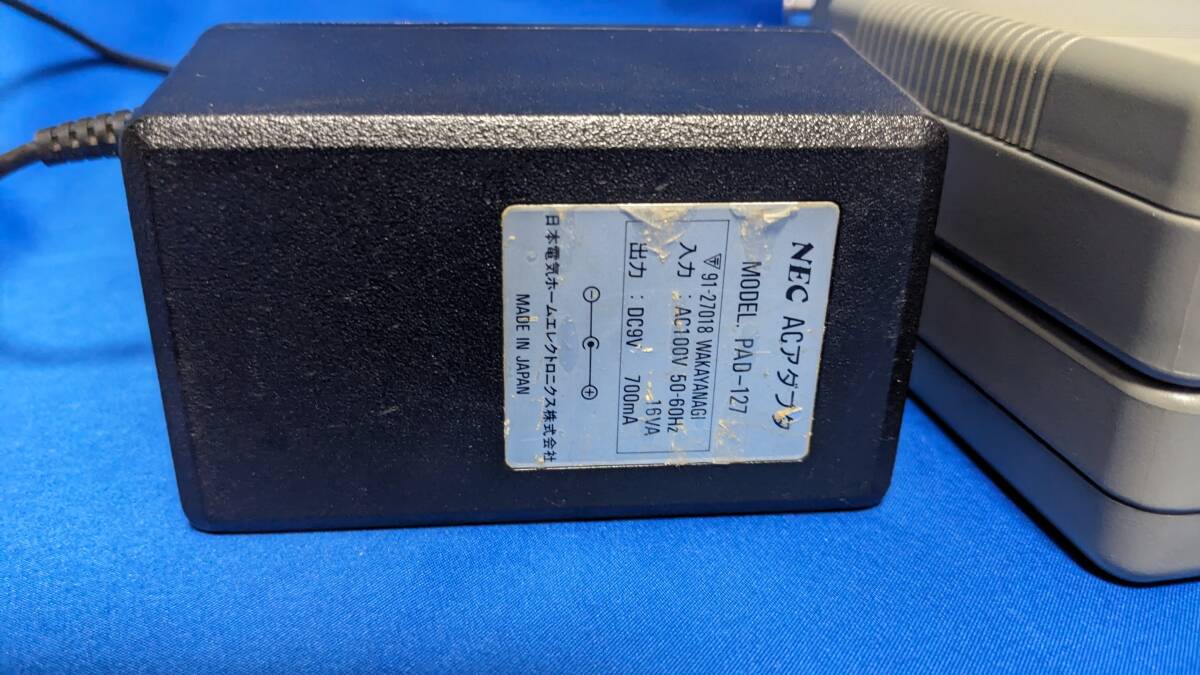 NEC ACアダプタ
MODEL. PAD-127
91-27018 WAKAYANAGI
入力 : AC100V 50-60Hz
16VA
出力 : DC9V 700mA
日本電気ホームエレクトロニクス株式会社
MADE IN JAPAN